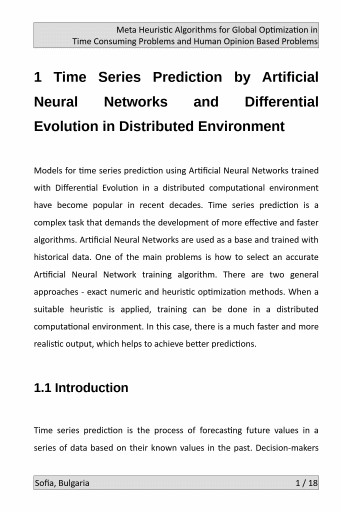 Meta Heuristic Algorithms for Global Optimization in
Time Consuming Problems and Human Opinion Based Problems
1 Time Series Prediction by Artificial
Neural Networks and Differential
Evolution in Distributed Environment
Models for time series prediction using Artificial Neural Networks trained
with Differential Evolution in a distributed computational environment
have become popular in recent decades. Time series prediction is a
complex task that demands the development of more effective and faster
algorithms. Artificial Neural Networks are used as a base and trained with
historical data. One of the main problems is how to select an accurate
Artificial Neural Network training algorithm. There are two general
approaches - exact numeric and heuristic optimization methods. When a
suitable heuristic is applied, training can be done in a distributed
computational environment. In this case, there is a much faster and more
realistic output, which helps to achieve better predictions.
1.1 Introduction
Time series prediction is the process of forecasting future values in a
series of data based on their known values in the past. Decision-makers
Sofia, Bulgaria 1 / 18